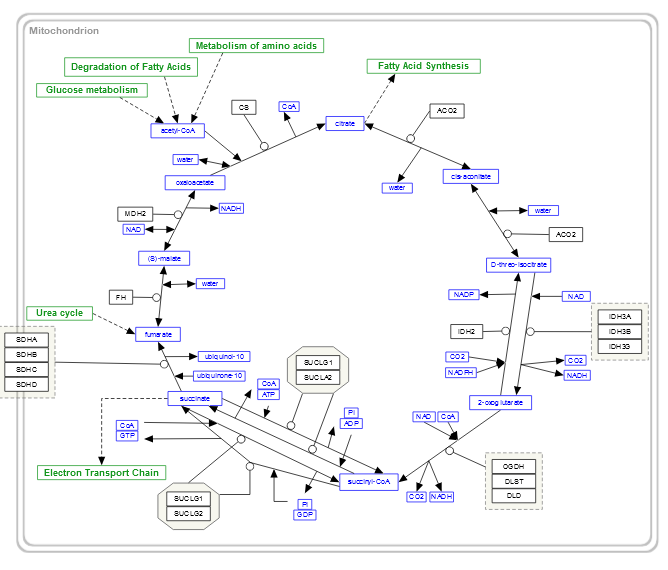 Mitochondrion
Metabolism of amino acids
Degradation of Fatty Acids
Fatty Acid Synthesis
Glucose metabolism
CS
CoA
ACO2
acetyl-CoA
citrate
water
water
cis-aconitate
oxaloacetate
MDH2
NADH
NAD
water
ACO2
(S)-malate
D-threo-isocitrate
water
FH
NADP
NAD
Urea cycle
IDH3A
IDH3B
IDH3G
fumarate
IDH2
SDHA
SDHB
SDHC
SDHD
ubiquinol-10
ubiquinone-10
SUCLG1
SUCLA2
CO2
NADPH
CO2
NADH
CoA
ATP
succinate
2-oxoglutarate
PI
ADP
NAD
CoA
CoA
GTP
Electron Transport Chain
succinyl-CoA
OGDH
DLST
DLD
SUCLG1
SUCLG2
PI
GDP
CO2
NADH